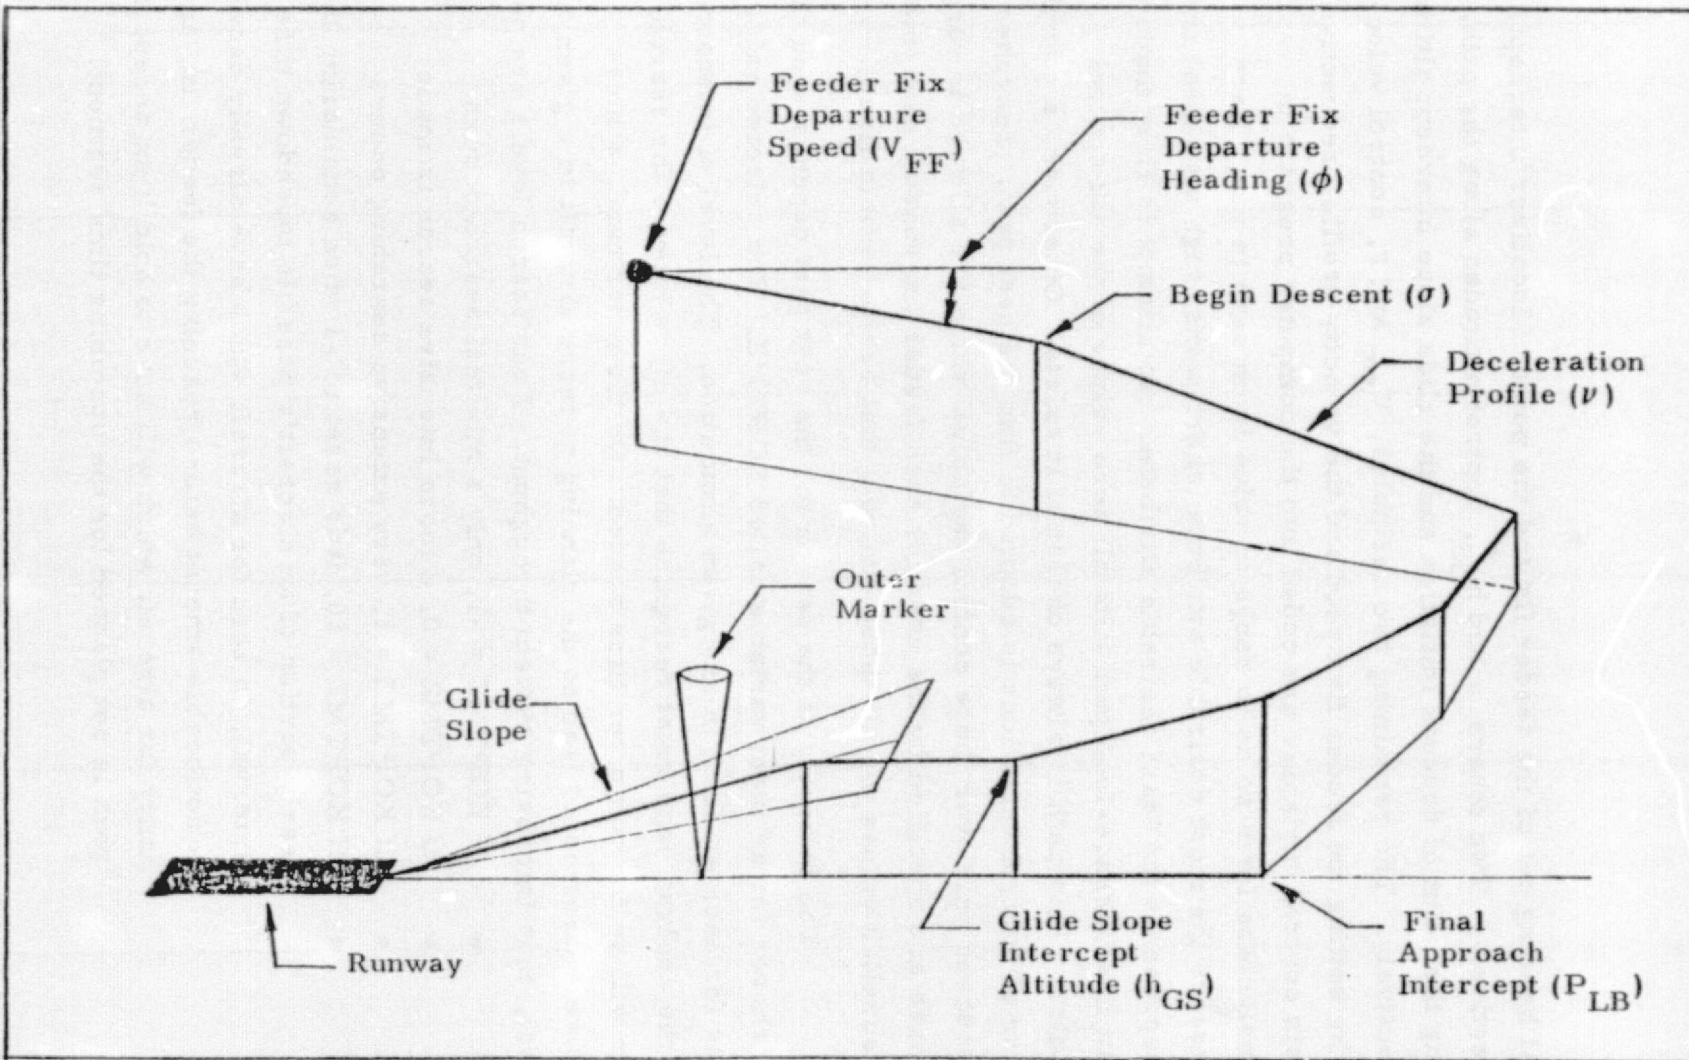 Feeder Fix
Departure
Speed (V_FF)
Feeder Fix
Departure
Heading (ϕ)
Begin Descent (σ)
Deceleration
Profile (ν)
Outer
Marker
Glide
Slope
Glide Slope
Intercept
Altitude (h_GS)
Final
Approach
Intercept (P_LB)
Runway